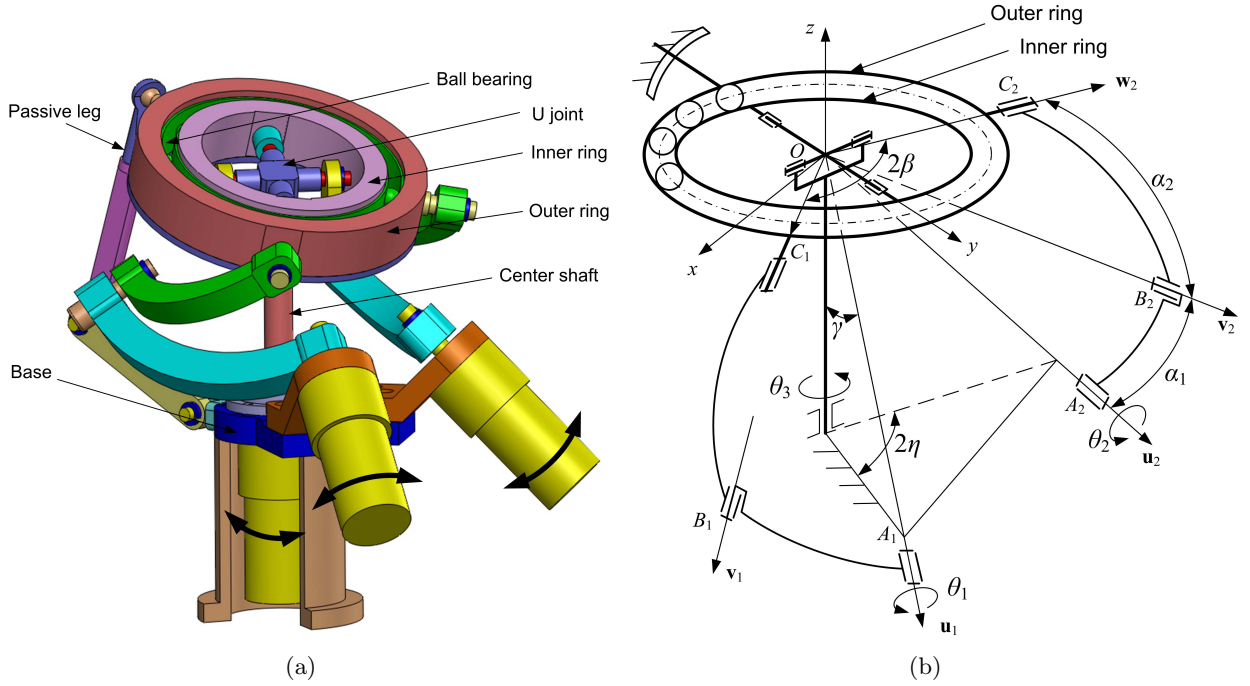 Ball bearing
Passive leg
U joint
Inner ring
Outer ring
Center shaft
Base
(a)
Outer ring
Inner ring
z
C₂
w₂
O
2β
α₂
x
C₁
y
B₂
v₂
γ
θ₃
α₁
A₂
θ₂
u₂
2η
B₁
A₁
v₁
θ₁
u₁
(b)